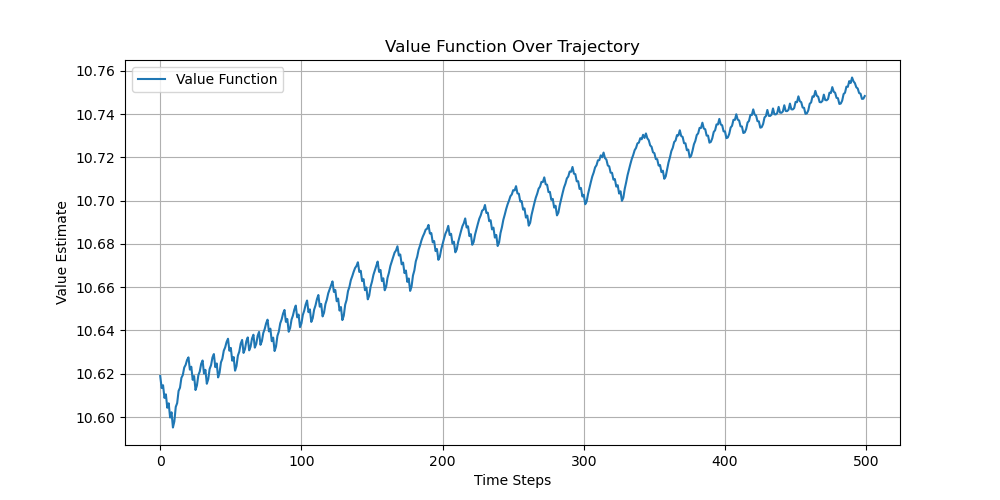 Value Function Over Trajectory
Value Function
Value Estimate
10.76
10.74
10.72
10.70
10.68
10.66
10.64
10.62
10.60
0 100 200 300 400 500
Time Steps